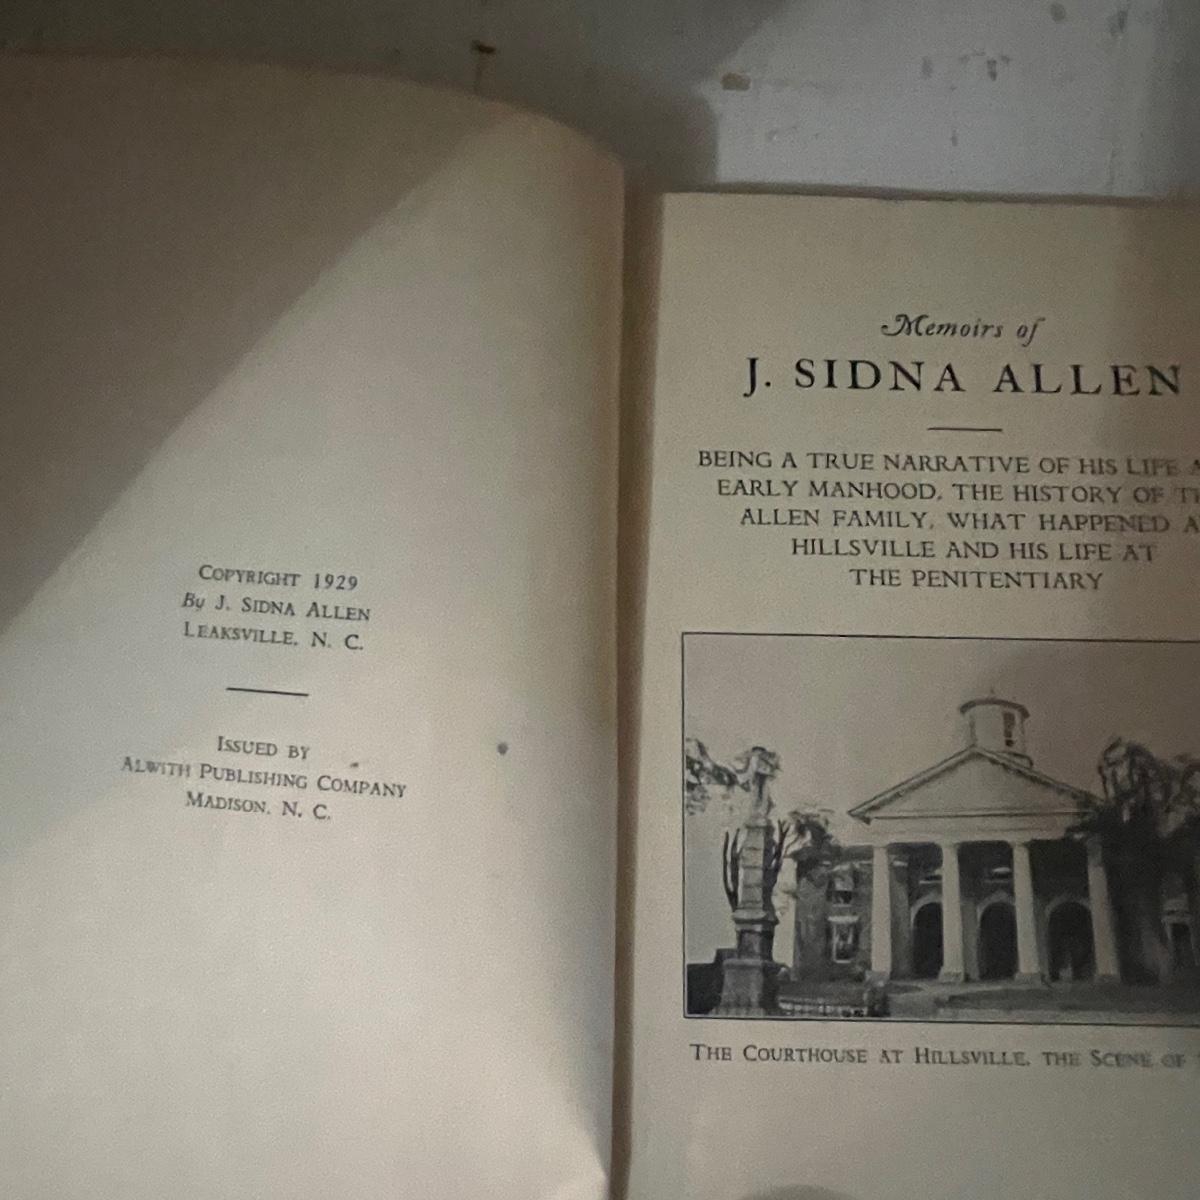 COPYRIGHT 1929
By J. SIDNA ALLEN
LEAKSVILLE, N. C.
ISSUED BY
ALWITH PUBLISHING COMPANY
MADISON, N. C.
Memoirs of
J. SIDNA ALLEN
BEING A TRUE NARRATIVE OF HIS LIFE
EARLY MANHOOD, THE HISTORY OF
ALLEN FAMILY, WHAT HAPPENED
HILLSVILLE AND HIS LIFE AT
THE PENITENTIARY
THE COURTHOUSE AT HILLSVILLE, THE SCENE OF